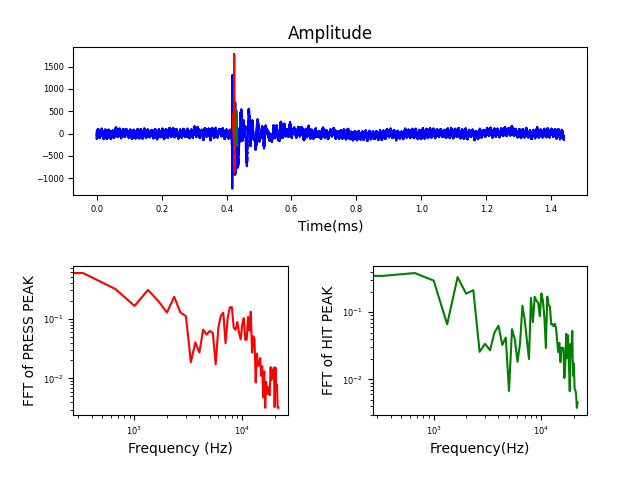 Amplitude
1500
1000
500
0
−500
−1000
0.0 0.2 0.4 0.6 0.8 1.0 1.2 1.4
Time(ms)
FFT of PRESS PEAK
10⁻¹
10⁻²
10³ 10⁴
Frequency (Hz)
FFT of HIT PEAK
10⁻¹
10⁻²
10³ 10⁴
Frequency(Hz)